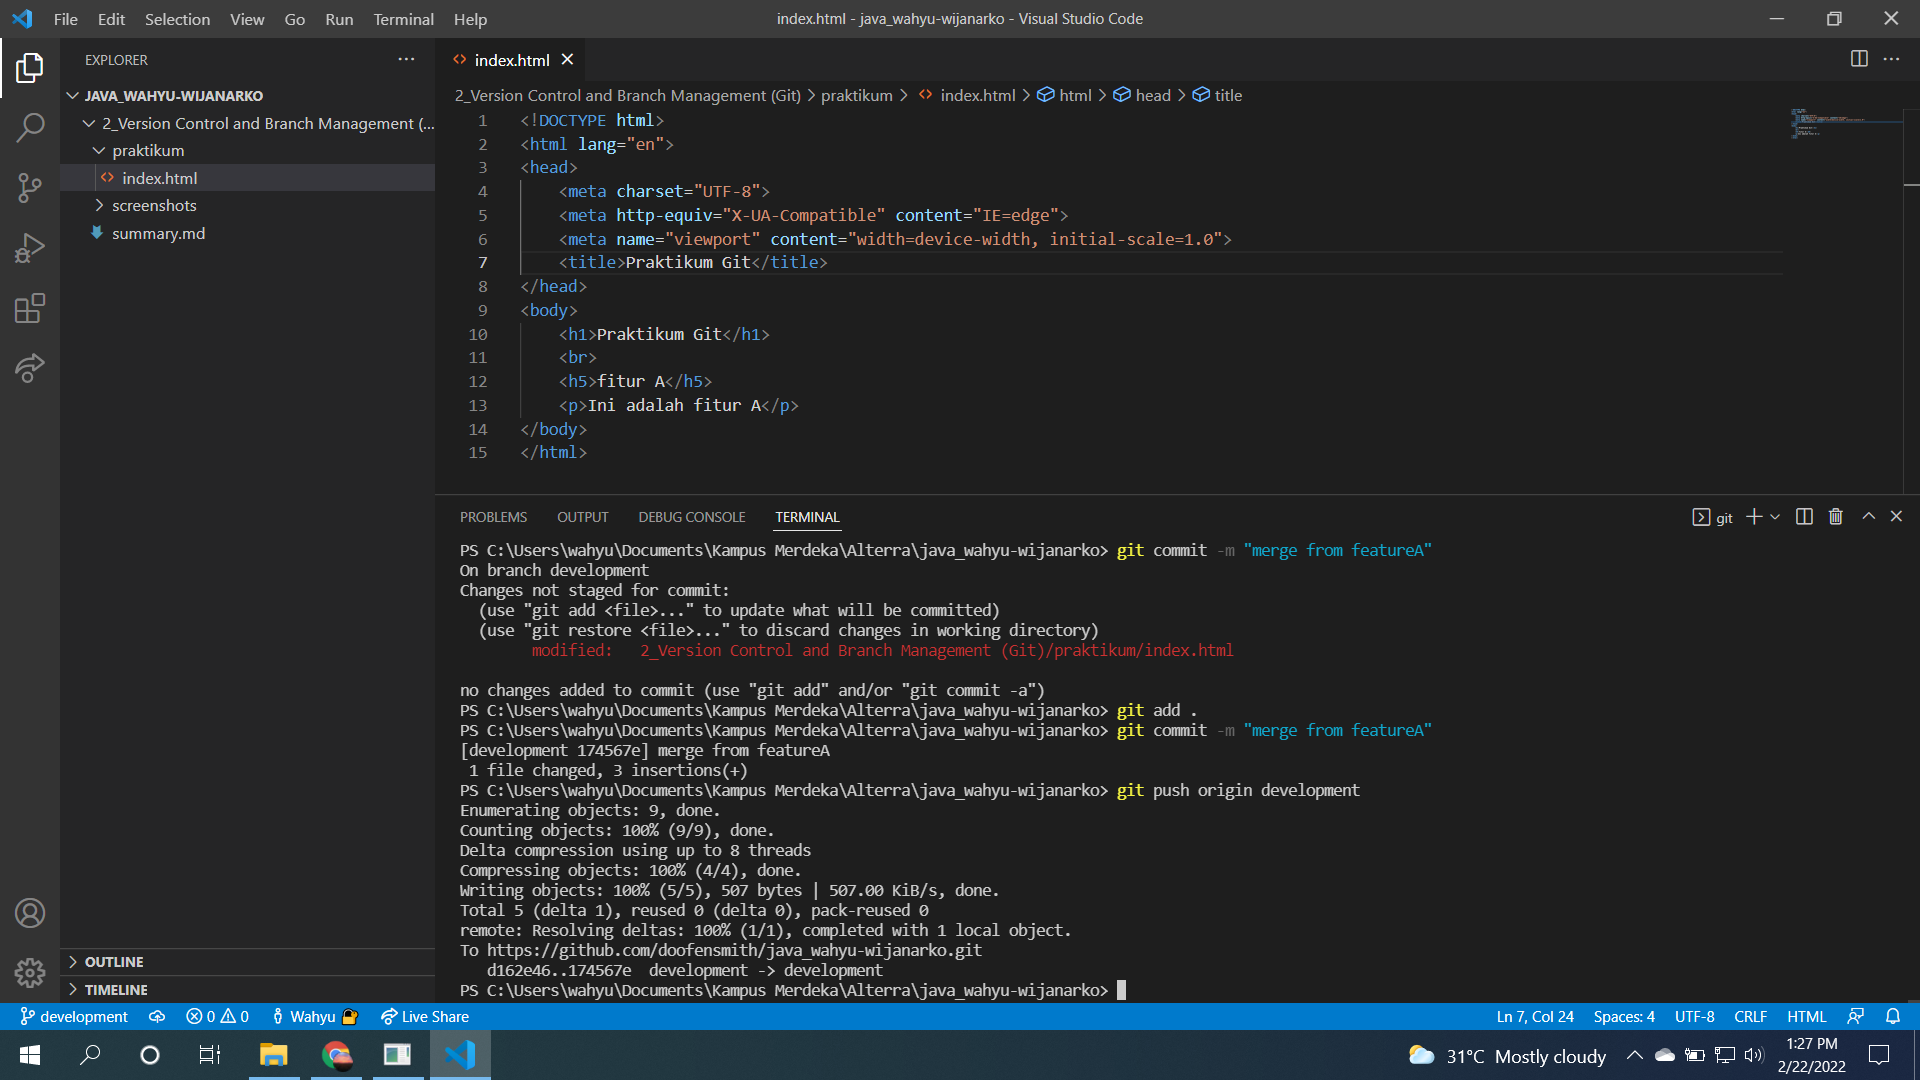 File Edit Selection View Go Run Terminal Help
index.html - java_wahyu-wijanarko - Visual Studio Code
EXPLORER
JAVA_WAHYU-WIJANARKO
2_Version Control and Branch Management (...
praktikum
index.html
screenshots
summary.md
OUTLINE
TIMELINE
index.html
2_Version Control and Branch Management (Git) > praktikum > index.html > html > head > title
1 <!DOCTYPE html>
2 <html lang="en">
3 <head>
4 <meta charset="UTF-8">
5 <meta http-equiv="X-UA-Compatible" content="IE=edge">
6 <meta name="viewport" content="width=device-width, initial-scale=1.0">
7 <title>Praktikum Git</title>
8 </head>
9 <body>
10 <h1>Praktikum Git</h1>
11 <br>
12 <h5>fitur A</h5>
13 <p>Ini adalah fitur A</p>
14 </body>
15 </html>
PROBLEMS OUTPUT DEBUG CONSOLE TERMINAL
git
PS C:\Users\wahyu\Documents\Kampus Merdeka\Alterra\java_wahyu-wijanarko> git commit -m "merge from featureA"
On branch development
Changes not staged for commit:
(use "git add <file>..." to update what will be committed)
(use "git restore <file>..." to discard changes in working directory)
modified: 2_Version Control and Branch Management (Git)/praktikum/index.html
no changes added to commit (use "git add" and/or "git commit -a")
PS C:\Users\wahyu\Documents\Kampus Merdeka\Alterra\java_wahyu-wijanarko> git add .
PS C:\Users\wahyu\Documents\Kampus Merdeka\Alterra\java_wahyu-wijanarko> git commit -m "merge from featureA"
[development 174567e] merge from featureA
1 file changed, 3 insertions(+)
PS C:\Users\wahyu\Documents\Kampus Merdeka\Alterra\java_wahyu-wijanarko> git push origin development
Enumerating objects: 9, done.
Counting objects: 100% (9/9), done.
Delta compression using up to 8 threads
Compressing objects: 100% (4/4), done.
Writing objects: 100% (5/5), 507 bytes | 507.00 KiB/s, done.
Total 5 (delta 1), reused 0 (delta 0), pack-reused 0
remote: Resolving deltas: 100% (1/1), completed with 1 local object.
To https://github.com/doofensmith/java_wahyu-wijanarko.git
d162e46..174567e development -> development
PS C:\Users\wahyu\Documents\Kampus Merdeka\Alterra\java_wahyu-wijanarko>
development 0 0 Wahyu Live Share
Ln 7, Col 24 Spaces: 4 UTF-8 CRLF HTML
31°C Mostly cloudy
1:27 PM
2/22/2022